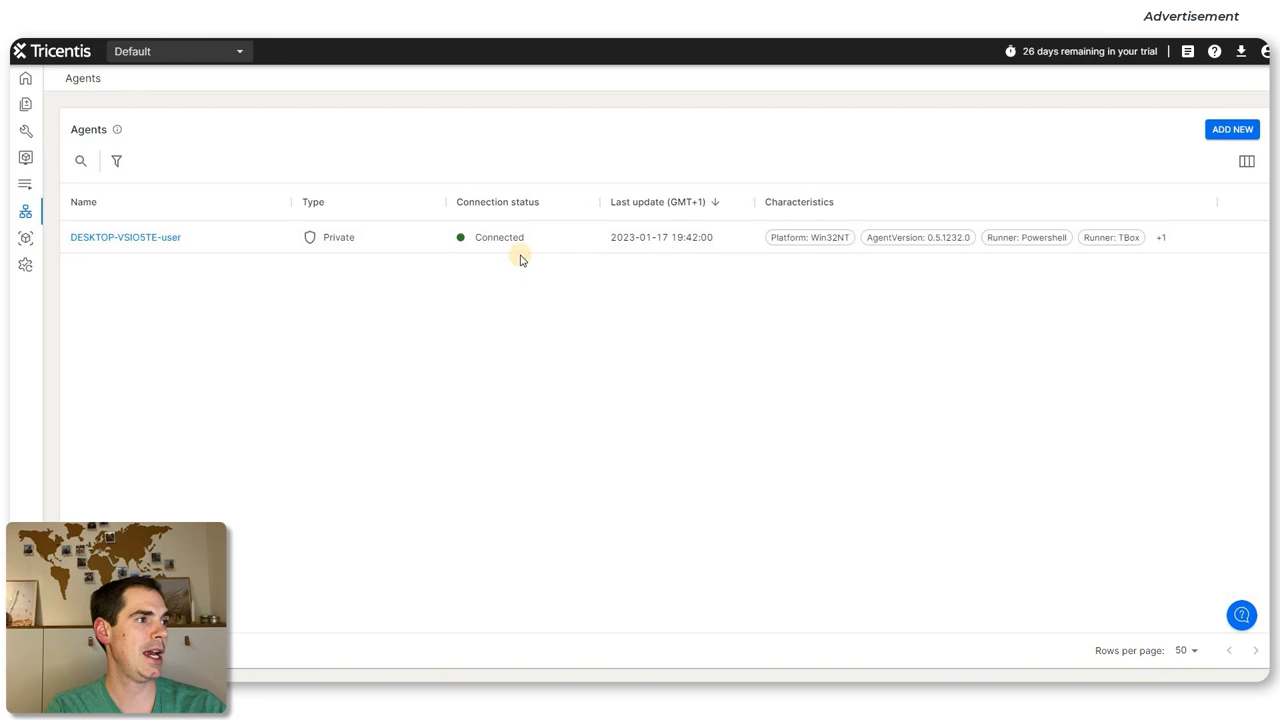 Advertisement
Tricentis Default 26 days remaining in your trial
Agents
Agents ADD NEW
Name Type Connection status Last update (GMT+1) Characteristics
DESKTOP-VSIO5TE-user Private Connected 2023-01-17 19:42:00 Platform: Win32NT AgentVersion: 0.5.1232.0 Runner: Powershell Runner: TBox +1
Rows per page: 50